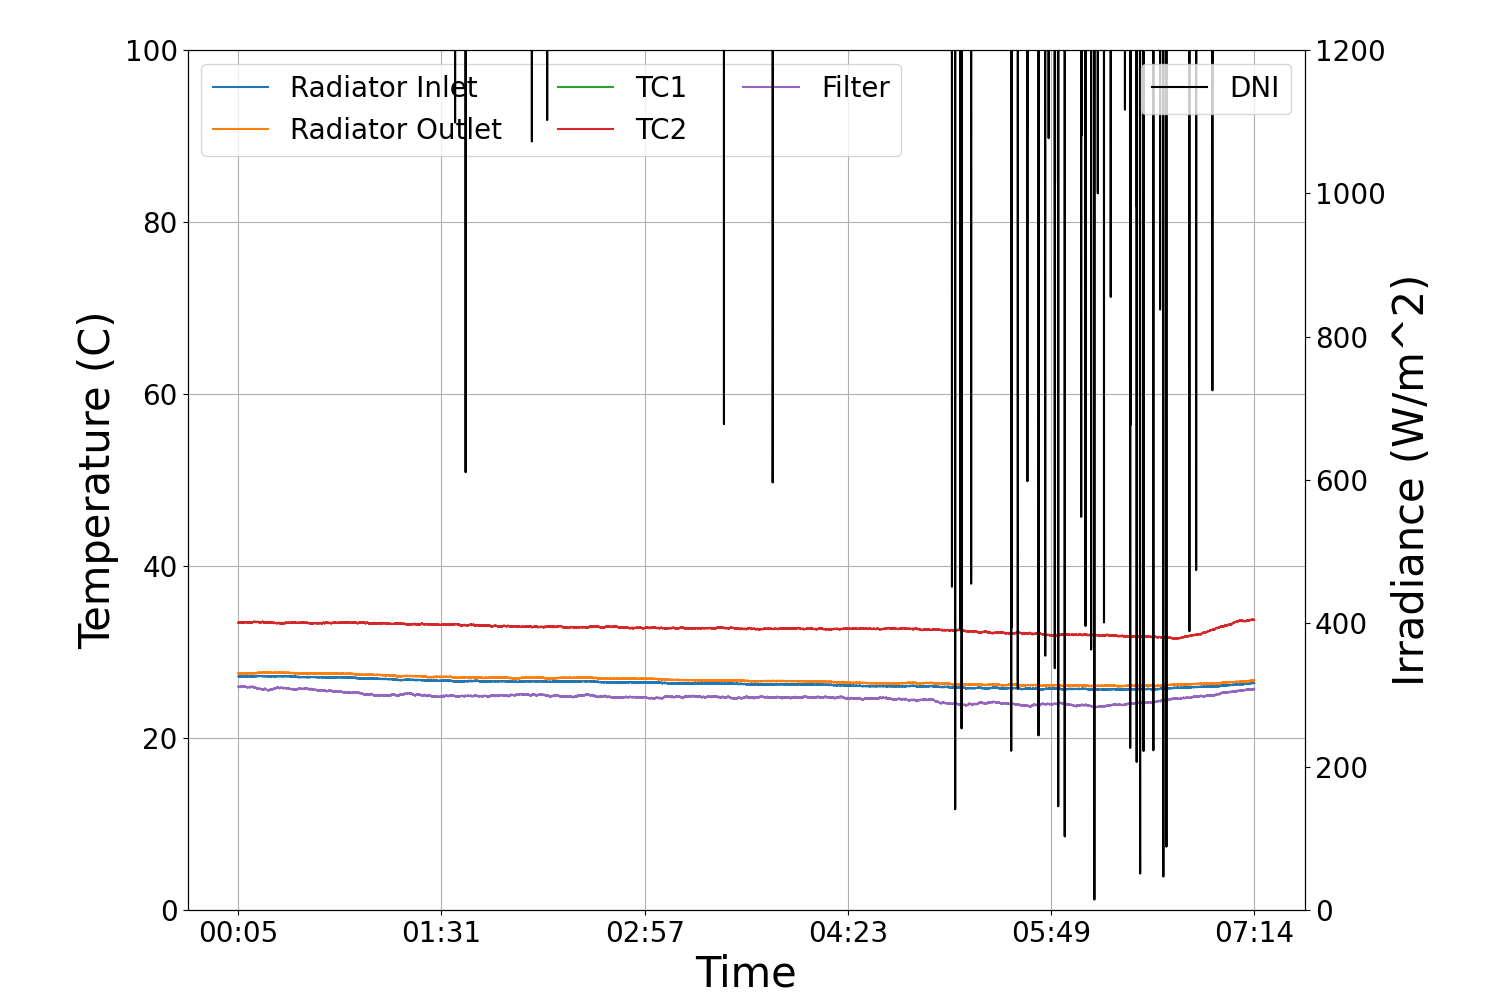 100
80
60
40
20
0
Temperature (C)
Radiator Inlet
Radiator Outlet
TC1
TC2
Filter
DNI
1200
1000
800
600
400
200
0
Irradiance (W/m^2)
00:05 01:31 02:57 04:23 05:49 07:14
Time